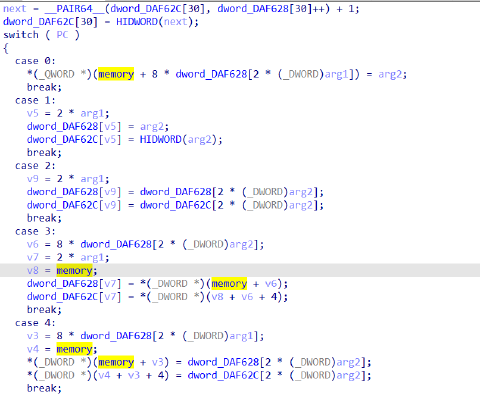 next = __PAIR64__(dword_DAF62C[30], dword_DAF628[30]++) + 1;
dword_DAF62C[30] = HIDWORD(next);
switch ( PC )
{
case 0:
*(_QWORD *)(memory + 8 * dword_DAF628[2 * (_DWORD)arg1]) = arg2;
break;
case 1:
v5 = 2 * arg1;
dword_DAF628[v5] = arg2;
dword_DAF62C[v5] = HIDWORD(arg2);
break;
case 2:
v9 = 2 * arg1;
dword_DAF628[v9] = dword_DAF628[2 * (_DWORD)arg2];
dword_DAF62C[v9] = dword_DAF62C[2 * (_DWORD)arg2];
break;
case 3:
v6 = 8 * dword_DAF628[2 * (_DWORD)arg2];
v7 = 2 * arg1;
v8 = memory;
dword_DAF628[v7] = *(_DWORD *)(memory + v6);
dword_DAF62C[v7] = *(_DWORD *)(v8 + v6 + 4);
break;
case 4:
v3 = 8 * dword_DAF628[2 * (_DWORD)arg1];
v4 = memory;
*(_DWORD *)(memory + v3) = dword_DAF628[2 * (_DWORD)arg2];
*(_DWORD *)(v4 + v3 + 4) = dword_DAF62C[2 * (_DWORD)arg2];
break;